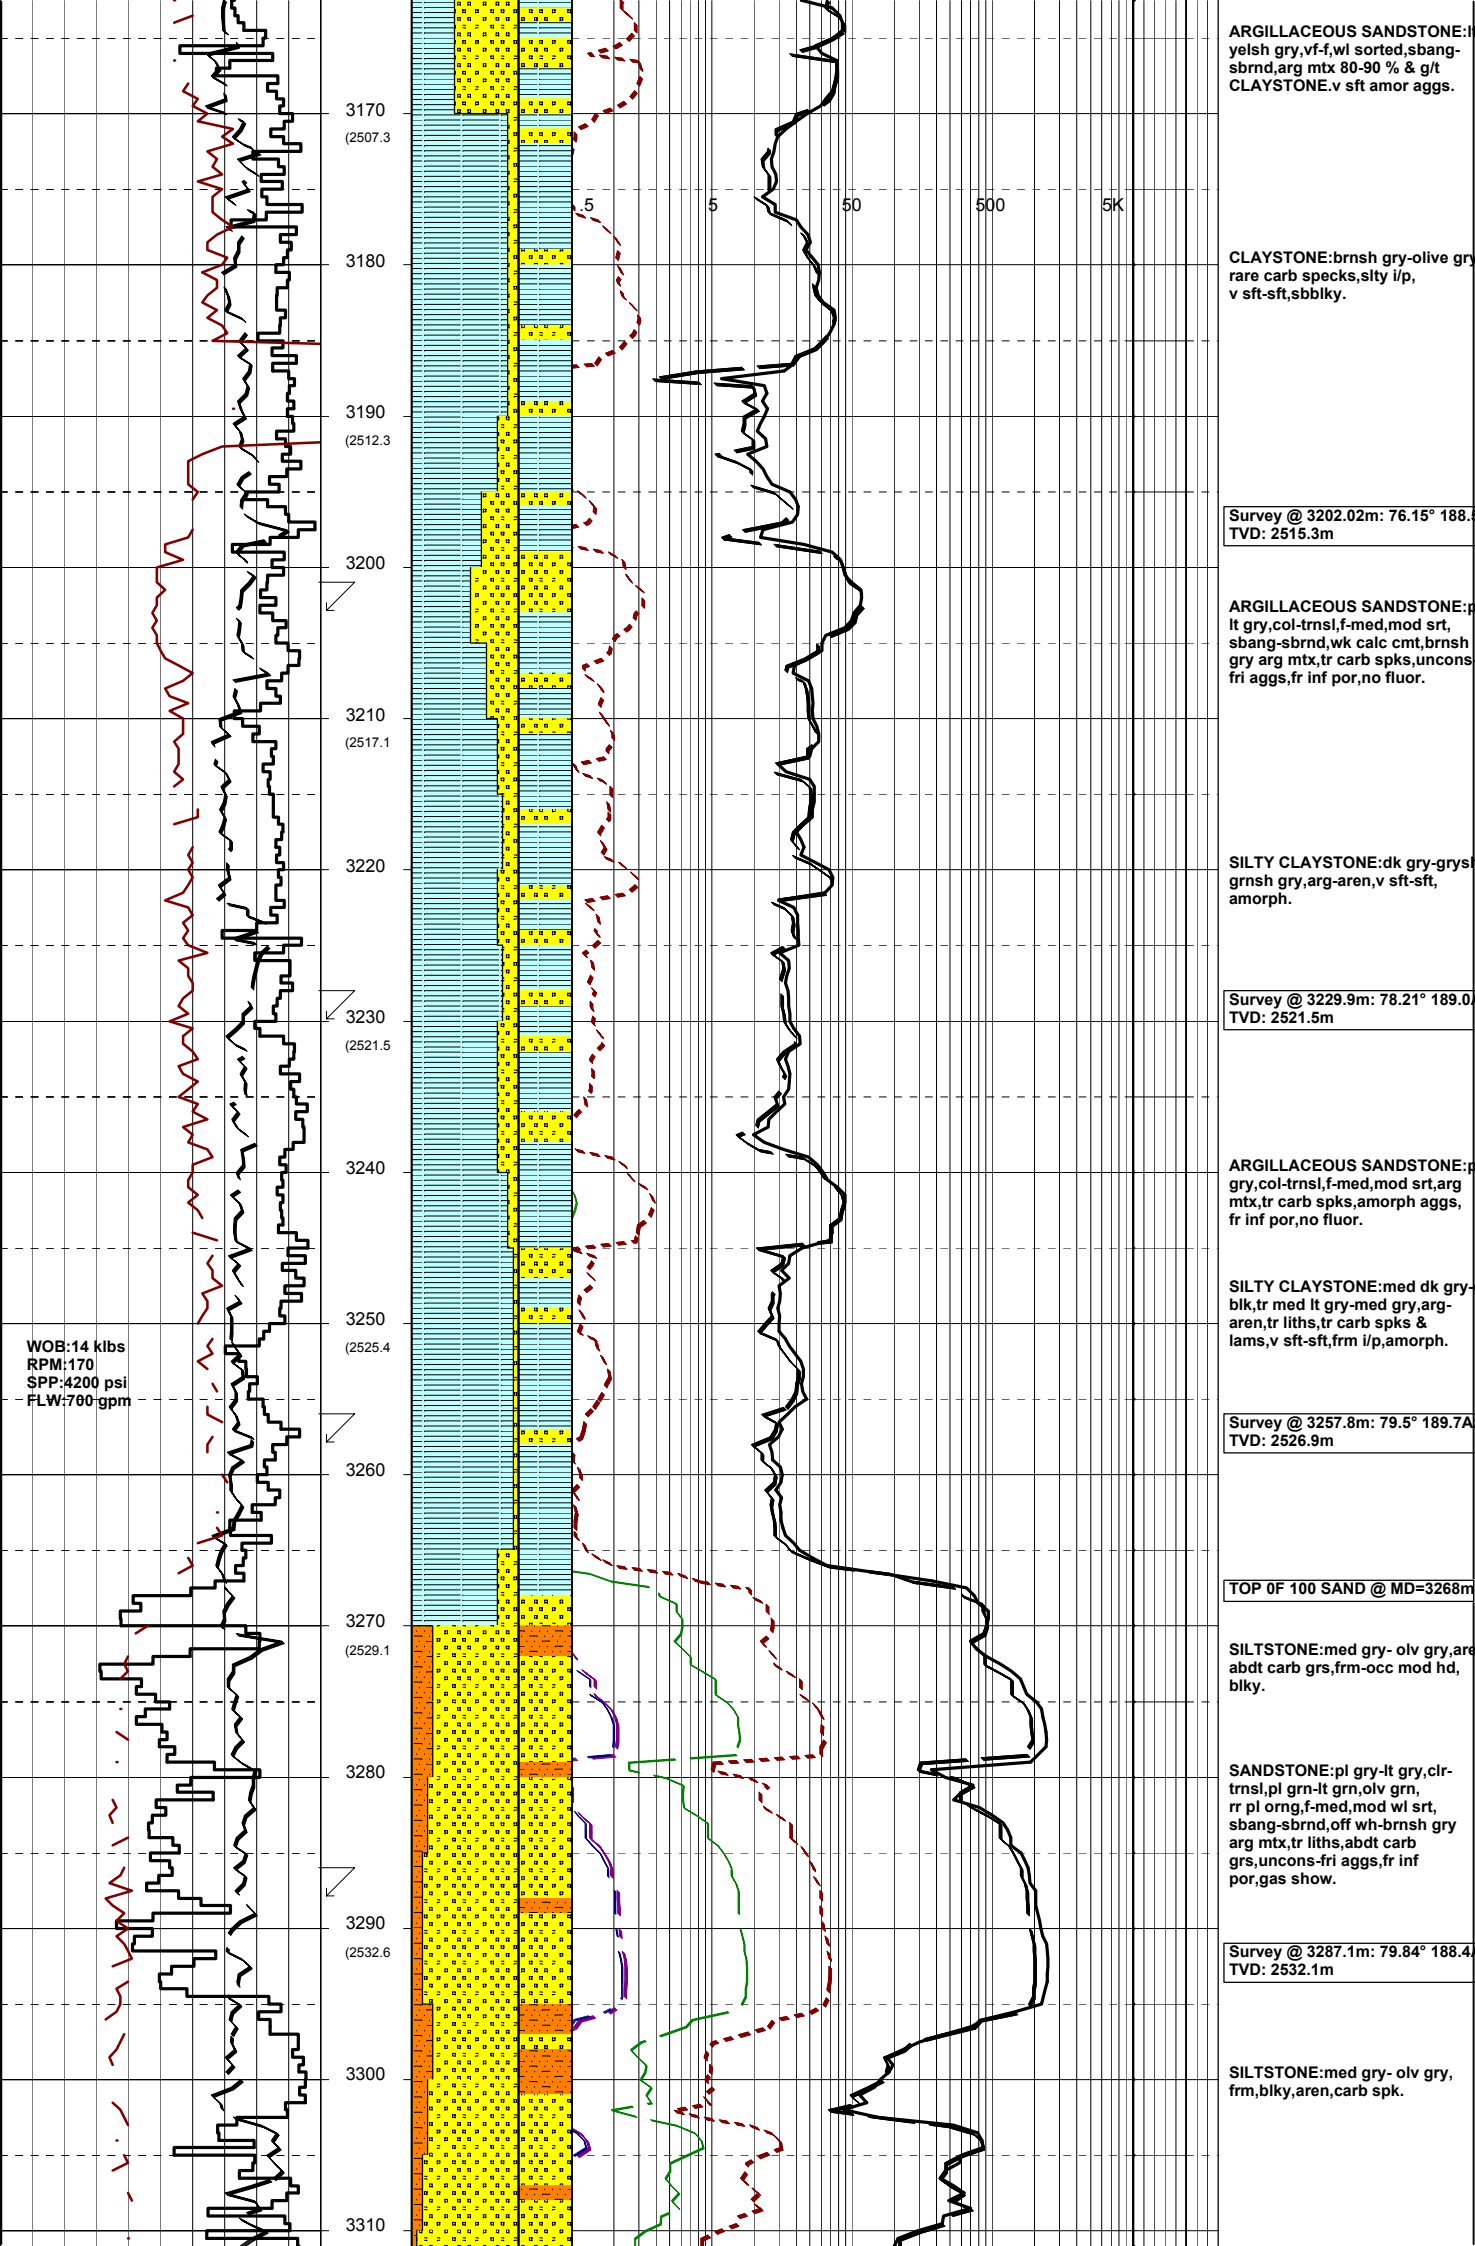 ARGILLACEOUS SANDSTONE:
yelsh gry,vf-f,wl sorted,sbang-
sbrnd,arg mtx 80-90 % & g/t
CLAYSTONE.v sft amor aggs.
3170
(2507.3
.5 5 50 500 5K
CLAYSTONE:brnsh gry-olive gry
rare carb specks,slty i/p,
v sft-sft,sbblky.
3180
3190
(2512.3
Survey @ 3202.02m: 76.15° 188.
TVD: 2515.3m
3200
ARGILLACEOUS SANDSTONE:p
lt gry,col-trnsl,f-med,mod srt,
sbang-sbrnd,wk calc cmt,brnsh
gry arg mtx,tr carb spks,uncons-
fri aggs,fr inf por,no fluor.
3210
(2517.1
SILTY CLAYSTONE:dk gry-grysh
grnsh gry,arg-aren,v sft-sft,
amorph.
3220
Survey @ 3229.9m: 78.21° 189.0
TVD: 2521.5m
3230
(2521.5
ARGILLACEOUS SANDSTONE:p
gry,col-trnsl,f-med,mod srt,arg
mtx,tr carb spks,amorph aggs,
fr inf por,no fluor.
3240
SILTY CLAYSTONE:med dk gry-
blk,tr med lt gry-med gry,arg-
aren,tr liths,tr carb spks &
lams,v sft-sft,frm i/p,amorph.
3250
(2525.4
WOB:14 klbs
RPM:170
SPP:4200 psi
FLW:700 gpm
Survey @ 3257.8m: 79.5° 189.7A
TVD: 2526.9m
3260
TOP 0F 100 SAND @ MD=3268m
3270
(2529.1
SILTSTONE:med gry- olv gry,are
abdt carb grs,frm-occ mod hd,
blky.
3280
SANDSTONE:pl gry-lt gry,clr-
trnsl,pl grn-lt grn,olv grn,
rr pl orng,f-med,mod wl srt,
sbang-sbrnd,off wh-brnsh gry
arg mtx,tr liths,abdt carb
grs,uncons-fri aggs,fr inf
por,gas show.
3290
(2532.6
Survey @ 3287.1m: 79.84° 188.4
TVD: 2532.1m
3300
SILTSTONE:med gry- olv gry,
frm,blky,aren,carb spk.
3310